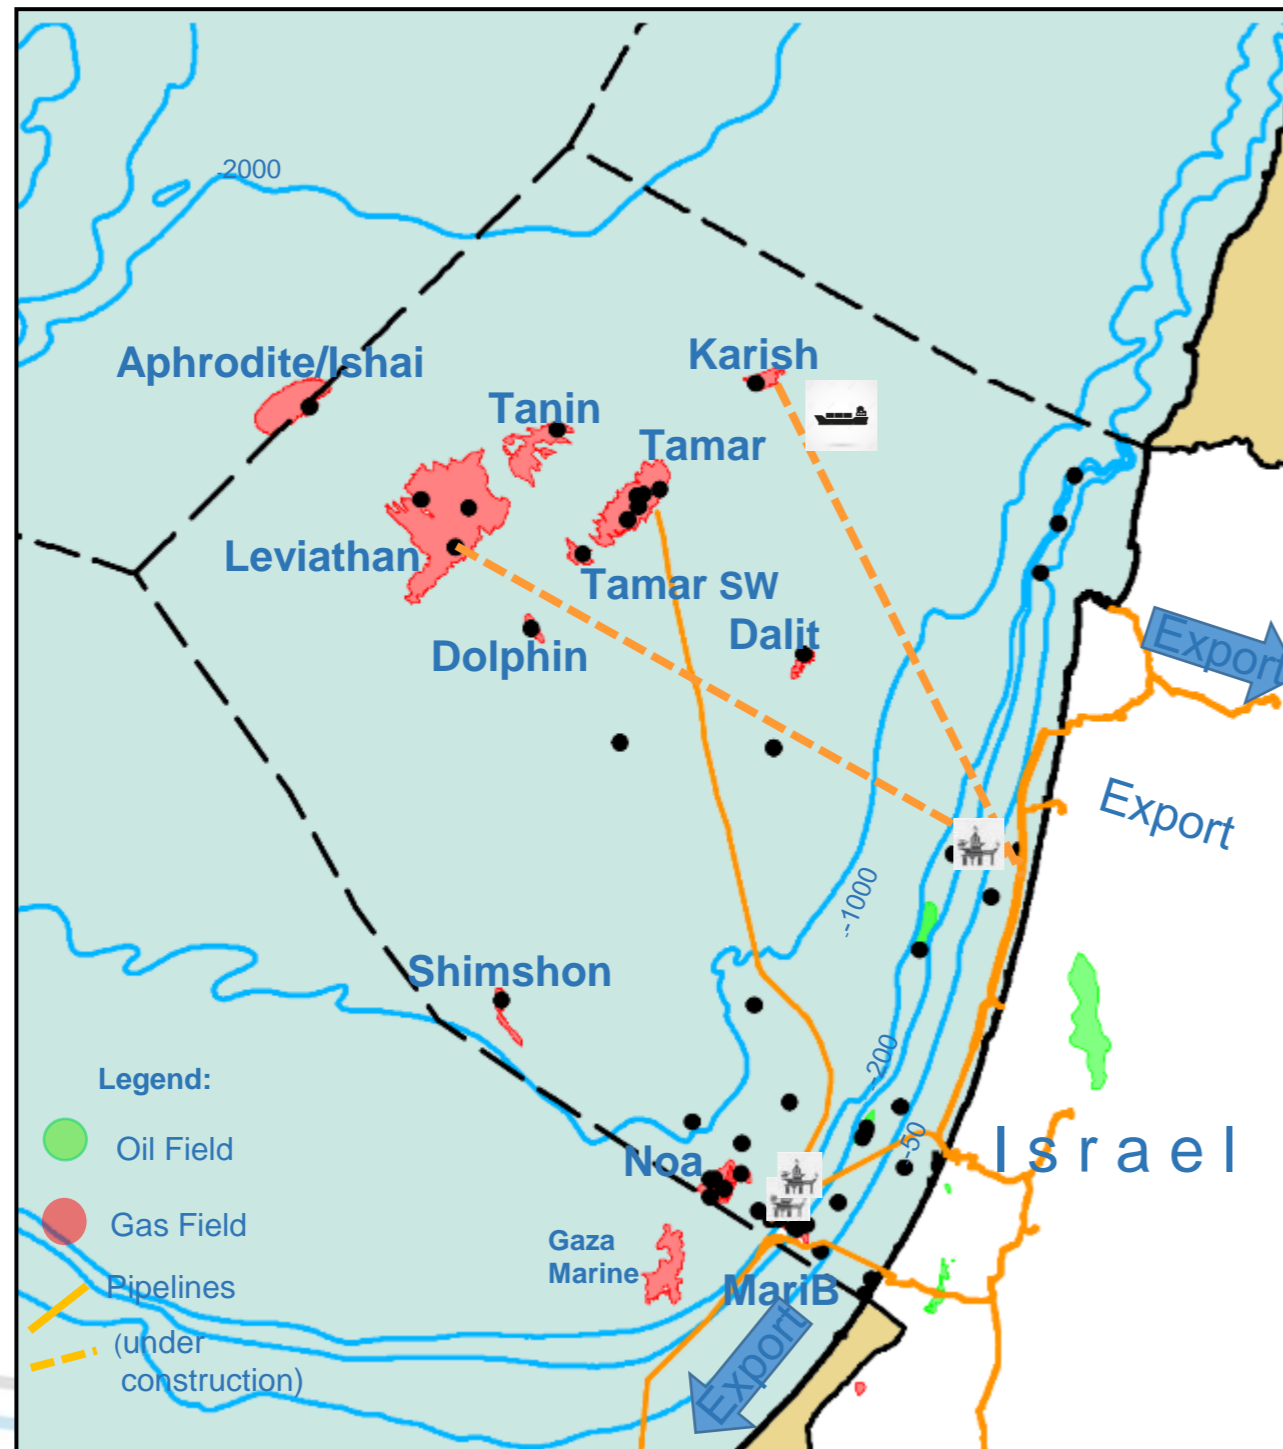 -2000
Aphrodite/Ishai
Karish
Tanin
Tamar
Leviathan
Tamar SW
Dalit
Dolphin
Export
Export
--1000
Shimshon
--200
Legend:
Oil Field
--50
Israel
Noa
Gas Field
Gaza
Marine
Pipelines
MariB
(under
construction)
Export